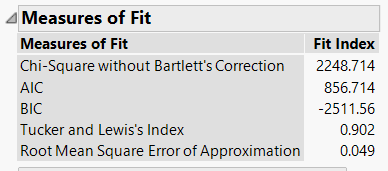 Measures of Fit
Measures of Fit Fit Index
Chi-Square without Bartlett's Correction 2248.714
AIC 856.714
BIC -2511.56
Tucker and Lewis's Index 0.902
Root Mean Square Error of Approximation 0.049